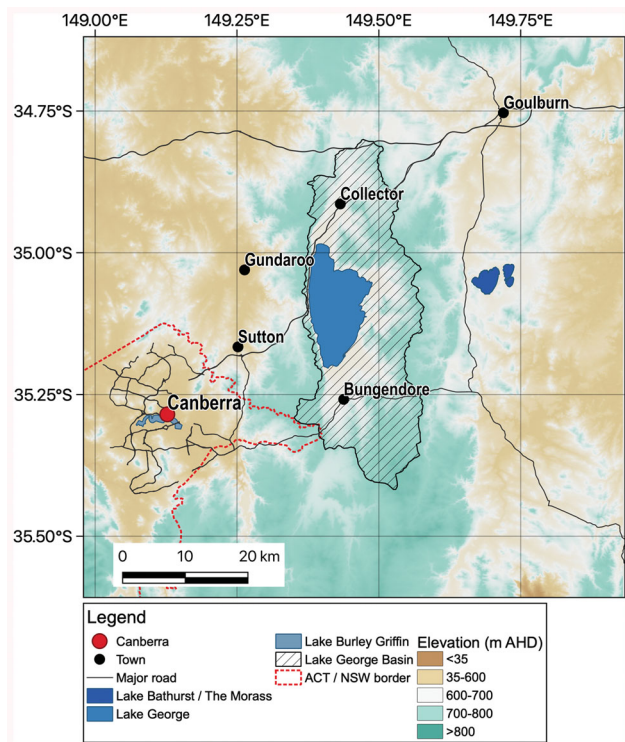 149.00°E 149.25°E 149.50°E 149.75°E
Goulburn
34.75°S
Collector
35.00°S
Gundaroo
Sutton
35.25°S
Canberra
Bungendore
35.50°S
0 10 20 km
Legend
Canberra
Town
Major road
Lake Bathurst / The Morass
Lake George
Lake Burley Griffin
Lake George Basin
ACT / NSW border
Elevation (m AHD)
<35
35-600
600-700
700-800
>800